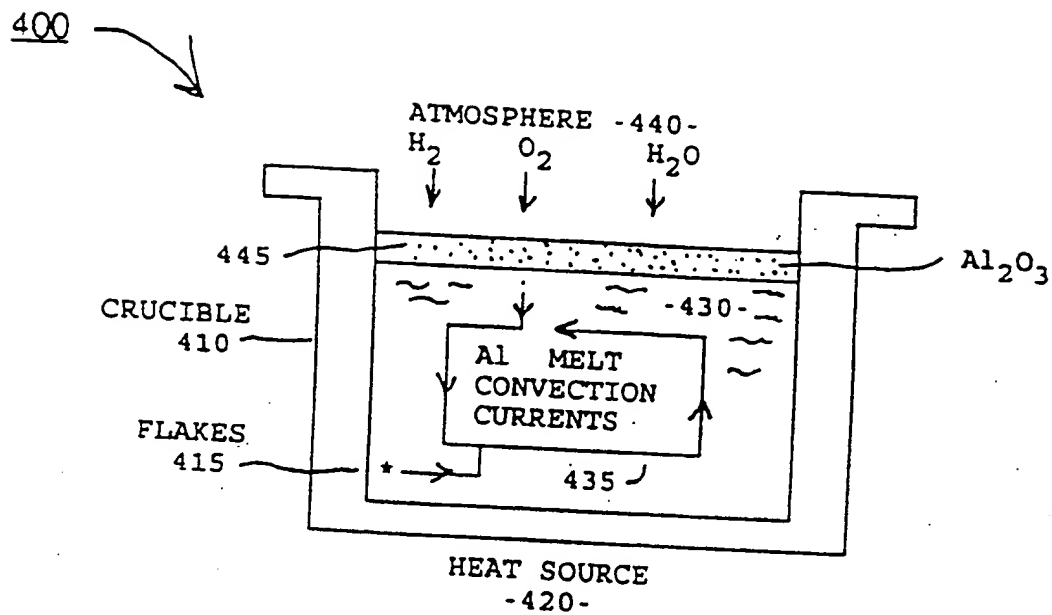 400
ATMOSPHERE -440-
H2 O2 H2O
445
Al2O3
-430-
CRUCIBLE
410
Al MELT
CONVECTION
CURRENTS
FLAKES
415
*
435
HEAT SOURCE
-420-